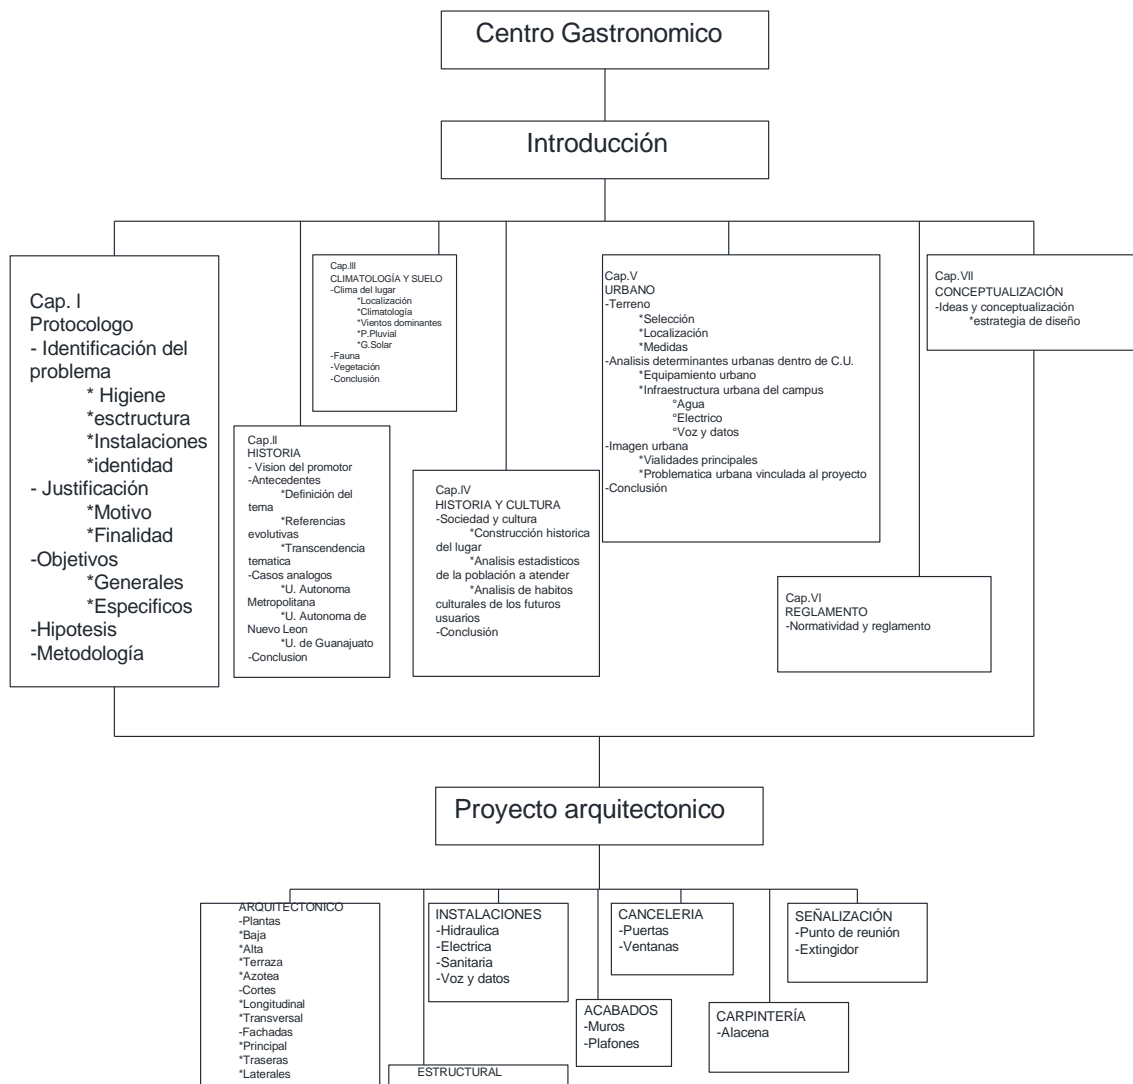 Centro Gastronomico
Introducción
Cap. I
Protocologo
- Identificación del
problema
* Higiene
*esctructura
*Instalaciones
*identidad
- Justificación
*Motivo
*Finalidad
-Objetivos
*Generales
*Especificos
-Hipotesis
-Metodología
Cap.II
HISTORIA
- Vision del promotor
-Antecedentes
*Definición del
tema
*Referencias
evolutivas
*Transcendencia
tematica
-Casos analogos
*U. Autonoma
Metropolitana
*U. Autonoma de
Nuevo Leon
*U. de Guanajuato
-Conclusion
Cap.III
CLIMATOLOGÍA Y SUELO
-Clima del lugar
*Localización
*Climatología
*Vientos dominantes
*P.Pluvial
*G.Solar
-Fauna
-Vegetación
-Conclusión
Cap.IV
HISTORIA Y CULTURA
-Sociedad y cultura
*Construcción historica
del lugar
*Analisis estadisticos
de la población a atender
*Analisis de habitos
culturales de los futuros
usuarios
-Conclusión
Cap.V
URBANO
-Terreno
*Selección
*Localización
*Medidas
-Analisis determinantes urbanas dentro de C.U.
*Equipamiento urbano
*Infraestructura urbana del campus
°Agua
°Electrico
°Voz y datos
-Imagen urbana
*Vialidades principales
*Problematica urbana vinculada al proyecto
-Conclusión
Cap.VI
REGLAMENTO
-Normatividad y reglamento
Cap.VII
CONCEPTUALIZACIÓN
-Ideas y conceptualización
*estrategia de diseño
Proyecto arquitectonico
ARQUITECTONICO
-Plantas
*Baja
*Alta
*Terraza
*Azotea
-Cortes
*Longitudinal
*Transversal
-Fachadas
*Principal
*Traseras
*Laterales
ESTRUCTURAL
INSTALACIONES
-Hidraulica
-Electrica
-Sanitaria
-Voz y datos
ACABADOS
-Muros
-Plafones
CANCELERIA
-Puertas
-Ventanas
CARPINTERÍA
-Alacena
SEÑALIZACIÓN
-Punto de reunión
-Extingidor